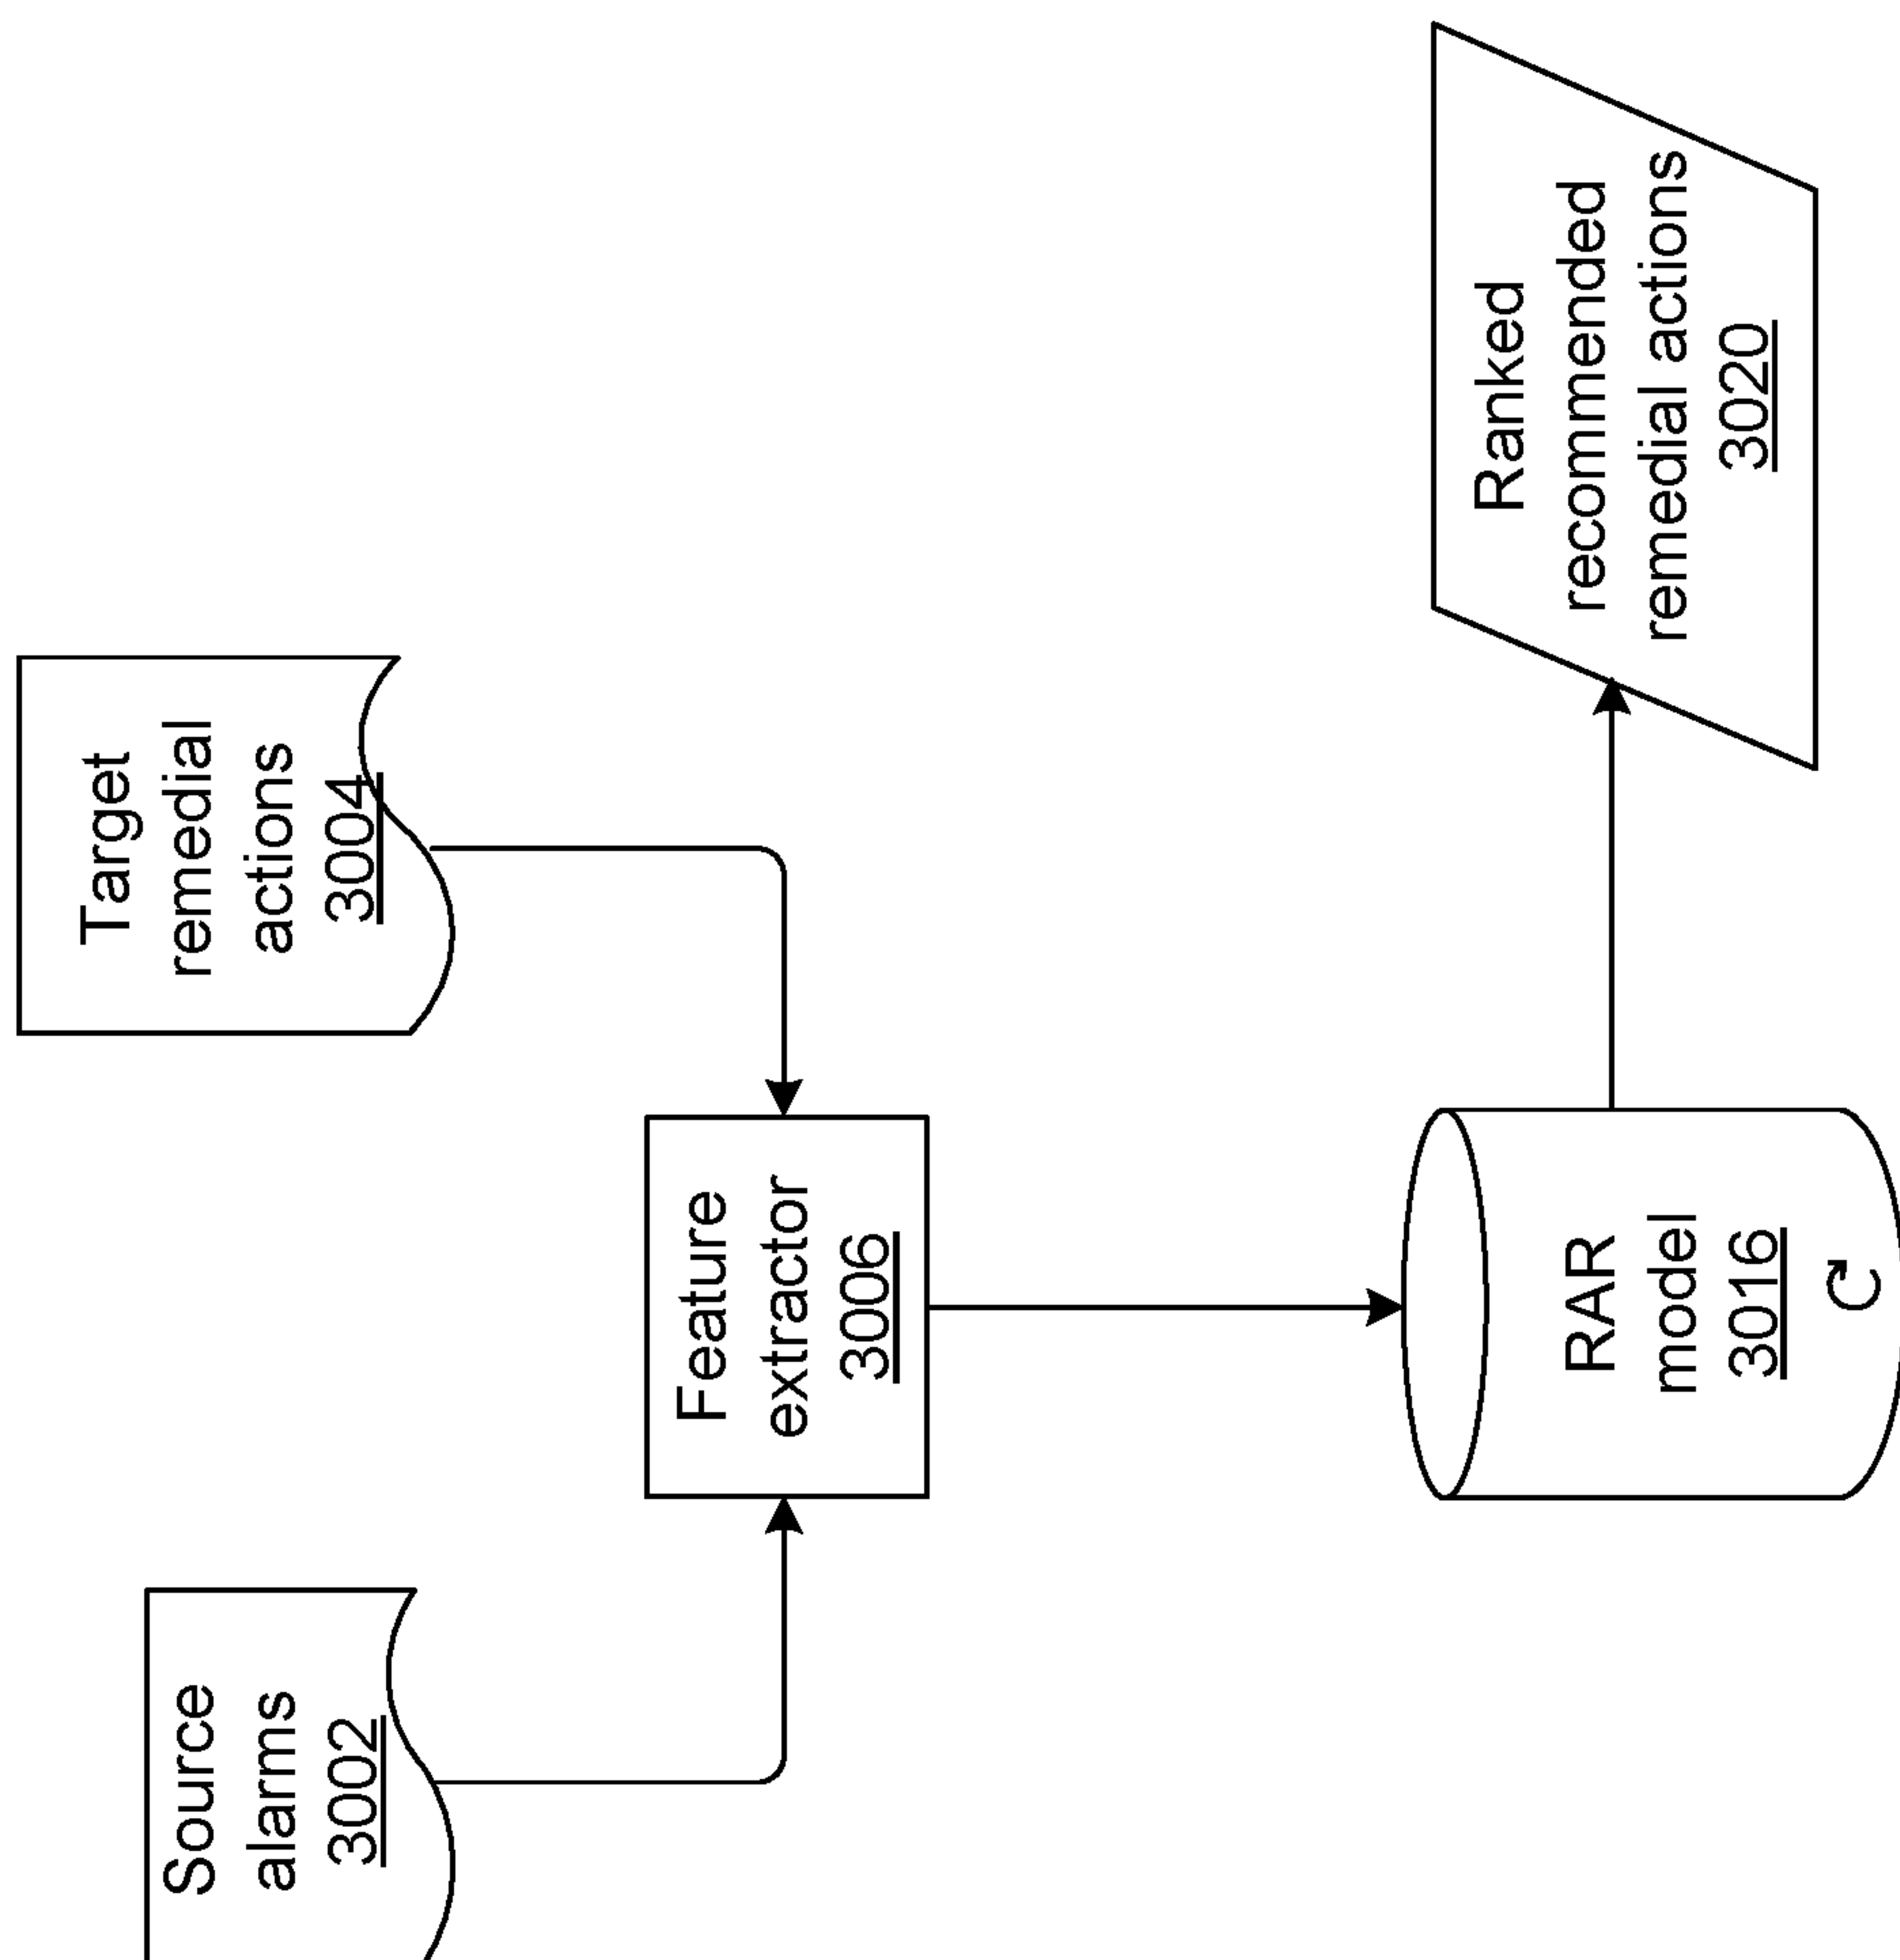 Source
alarms
3002
Target
remedial
actions
3004
Feature
extractor
3006
RAR
model
3016
Ranked
recommended
remedial actions
3020